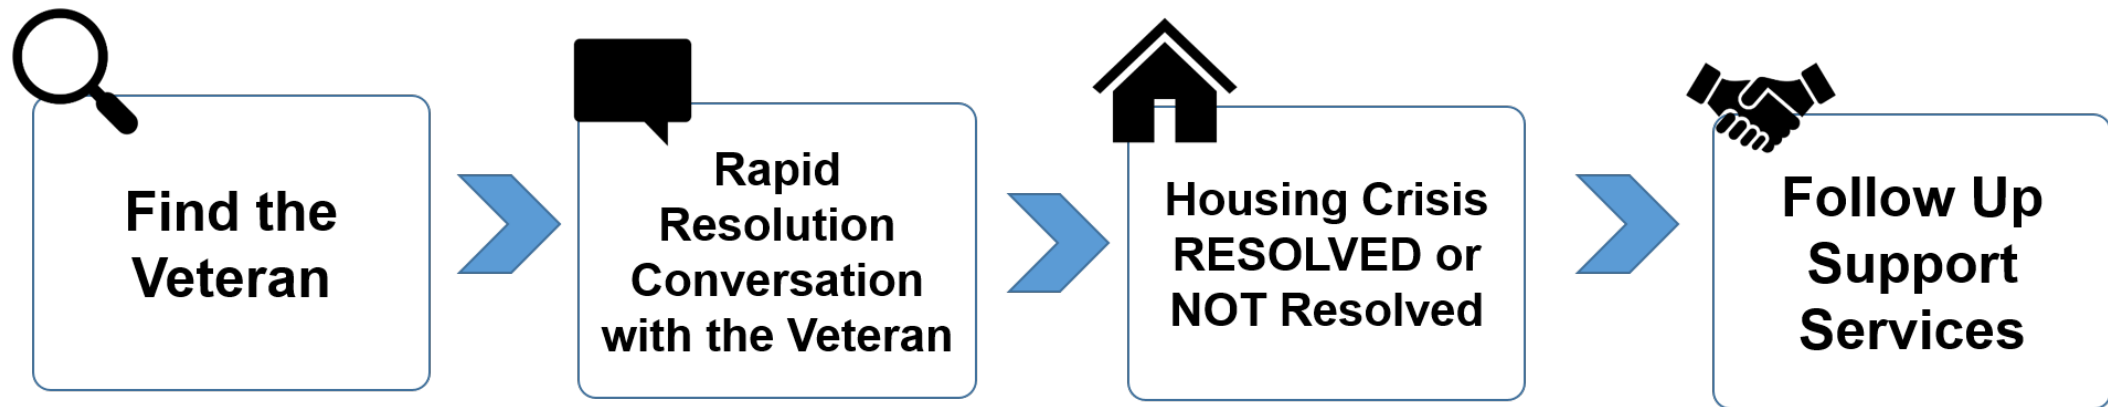 Find the
Veteran
Rapid
Resolution
Conversation
with the Veteran
Housing Crisis
RESOLVED or
NOT Resolved
Follow Up
Support
Services